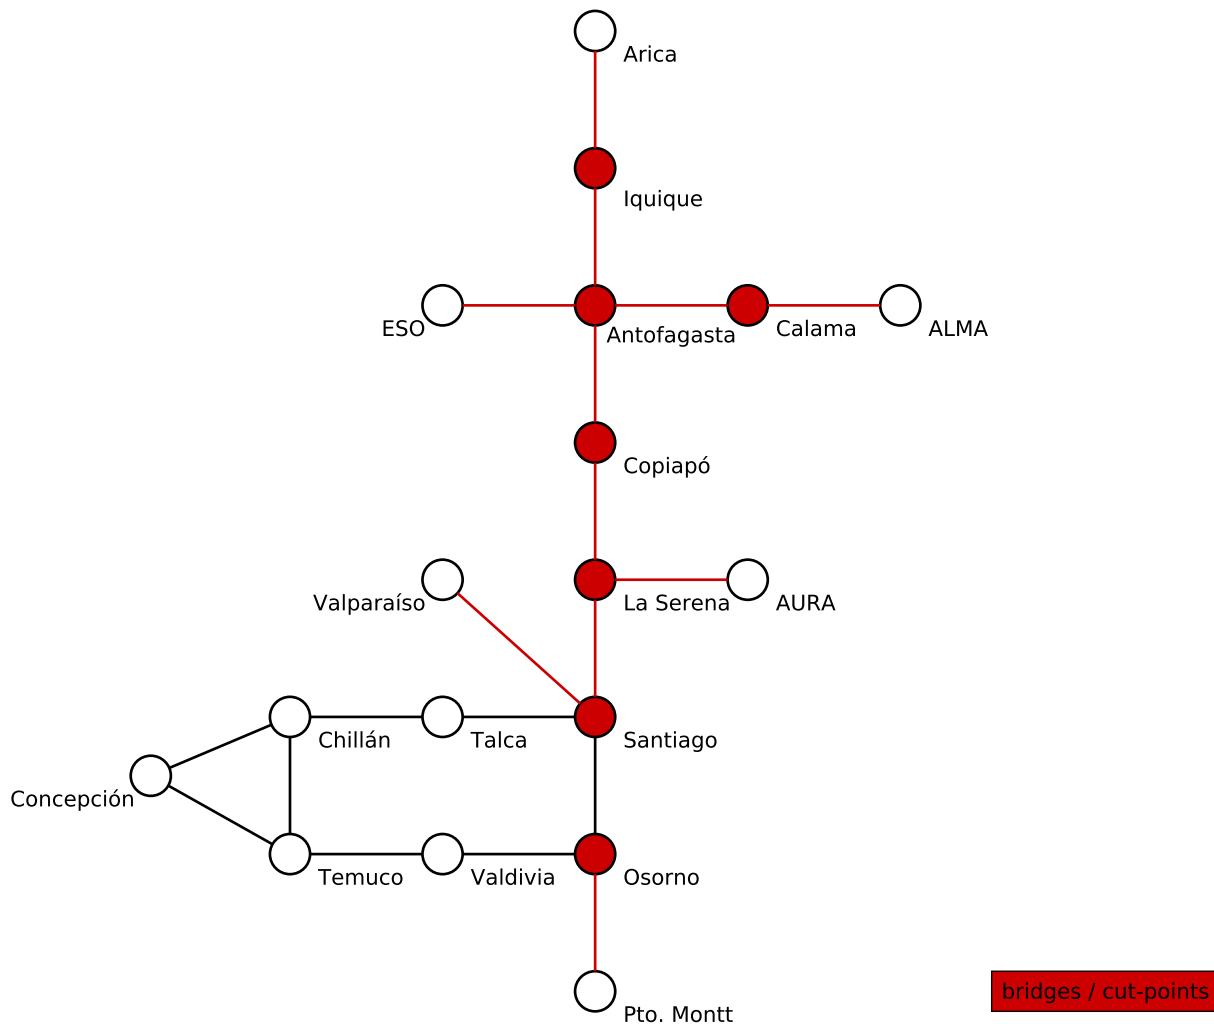 Arica
Iquique
ESO
Antofagasta
Calama
ALMA
Copiapó
Valparaíso
La Serena
AURA
Chillán
Talca
Santiago
Concepción
Temuco
Valdivia
Osorno
bridges / cut-points
Pto. Montt